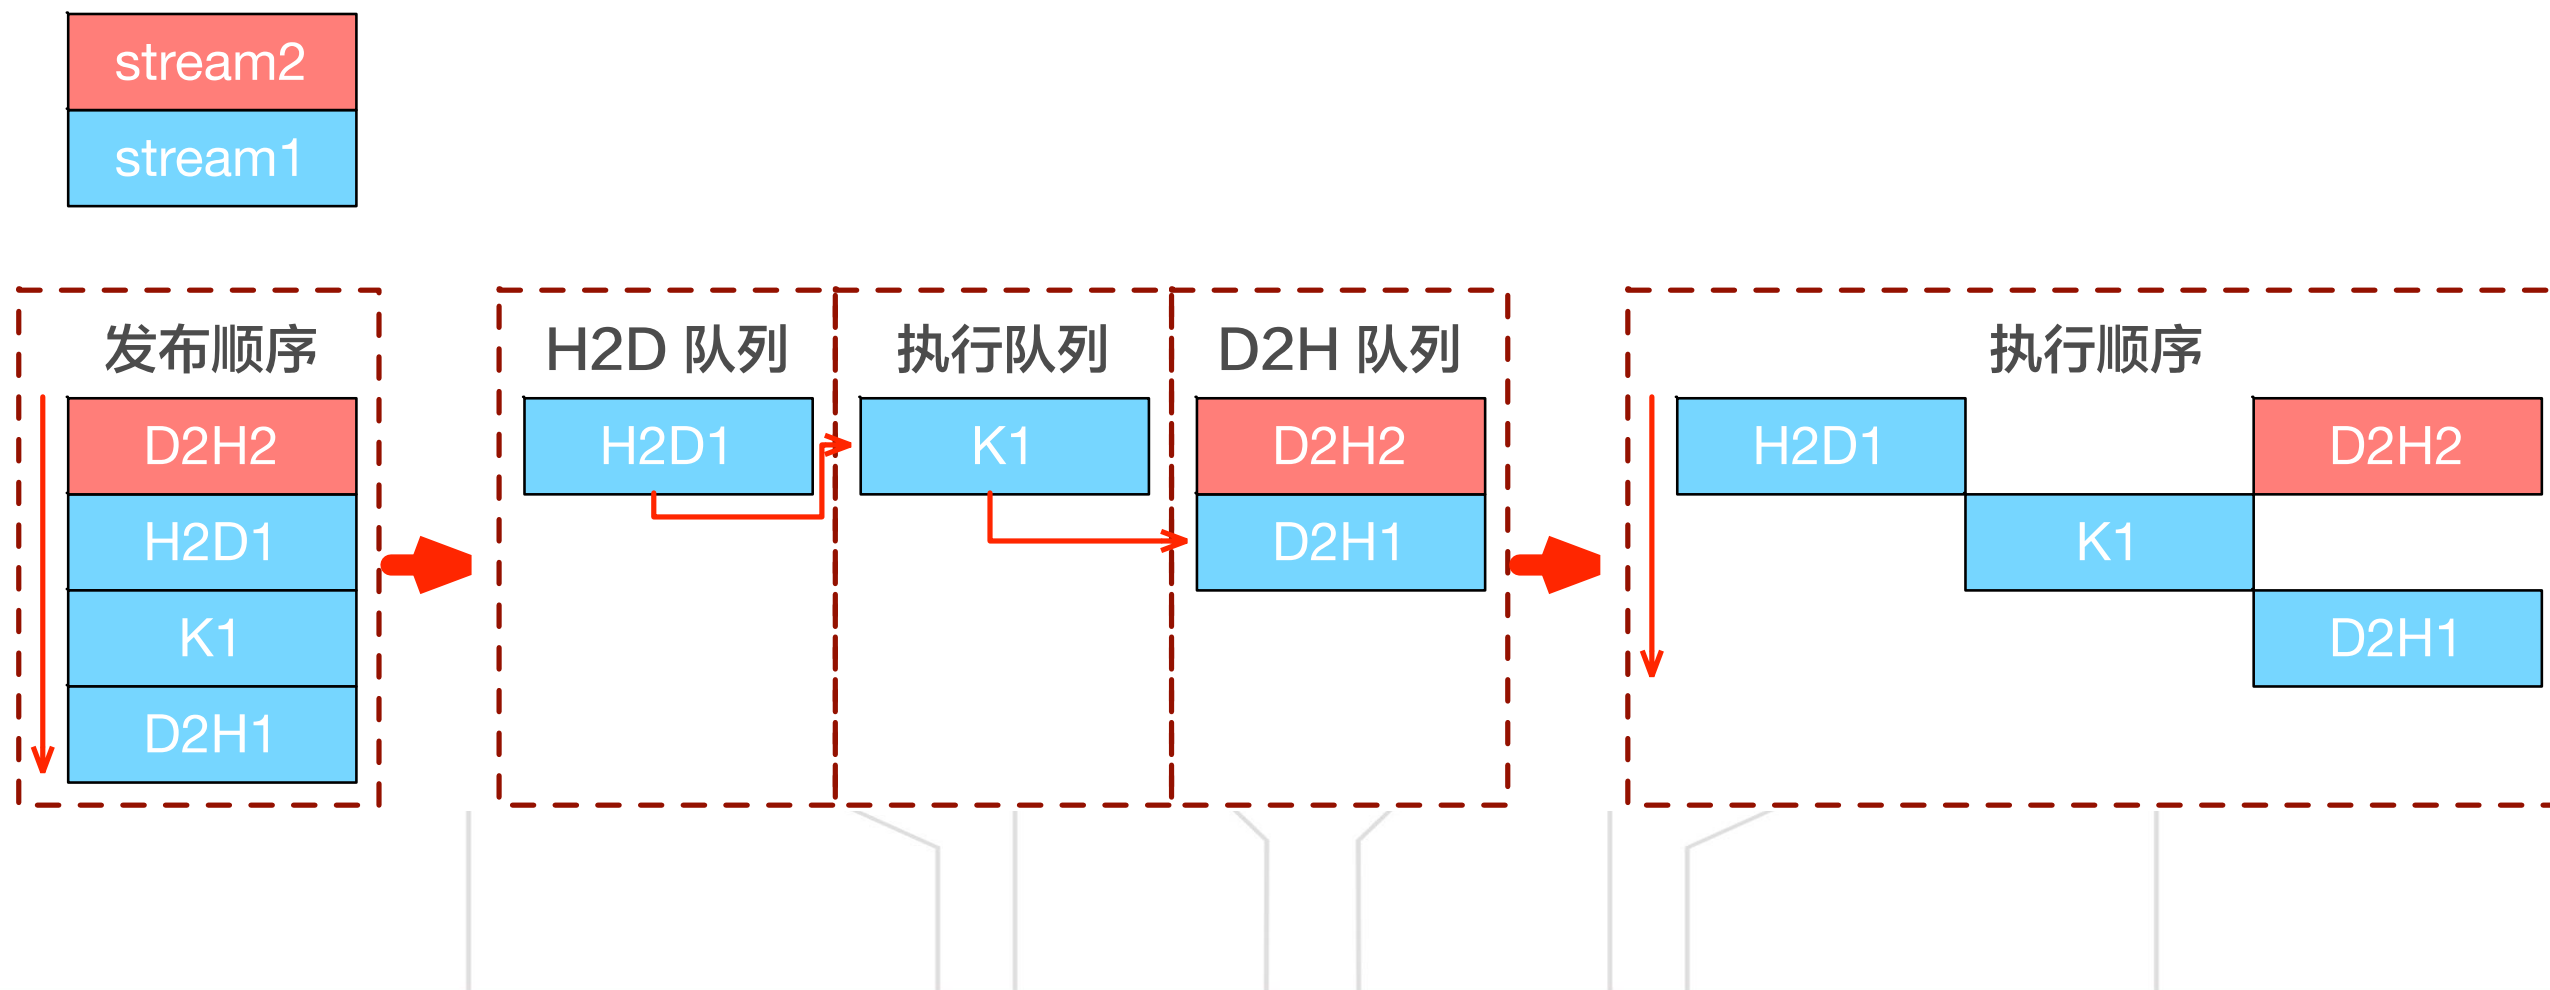 stream2
stream1
发布顺序
D2H2
H2D1
K1
D2H1
H2D 队列
H2D1
执行队列
K1
D2H 队列
D2H2
D2H1
执行顺序
H2D1
D2H2
K1
D2H1